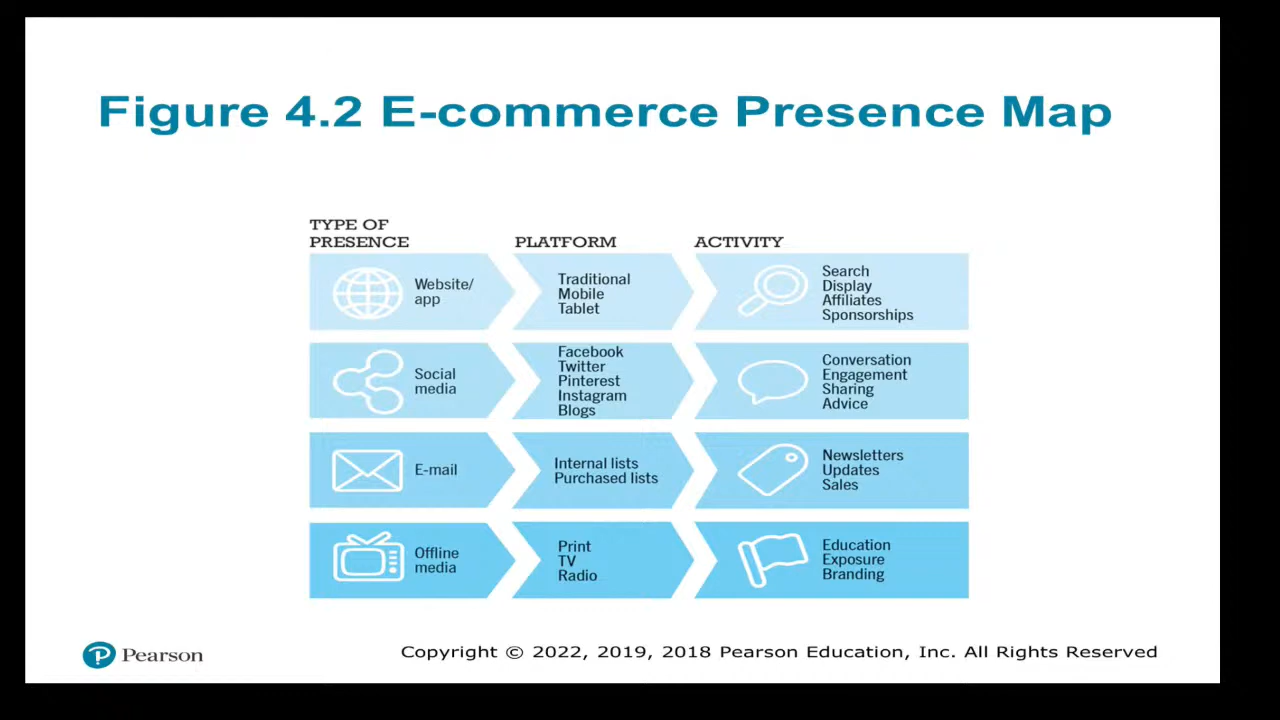 Figure 4.2 E-commerce Presence Map
TYPE OF
PRESENCE
PLATFORM
ACTIVITY
Website/
app
Traditional
Mobile
Tablet
Search
Display
Affiliates
Sponsorships
Social
media
Facebook
Twitter
Pinterest
Instagram
Blogs
Conversation
Engagement
Sharing
Advice
E-mail
Internal lists
Purchased lists
Newsletters
Updates
Sales
Offline
media
Print
TV
Radio
Education
Exposure
Branding
Pearson
Copyright © 2022, 2019, 2018 Pearson Education, Inc. All Rights Reserved